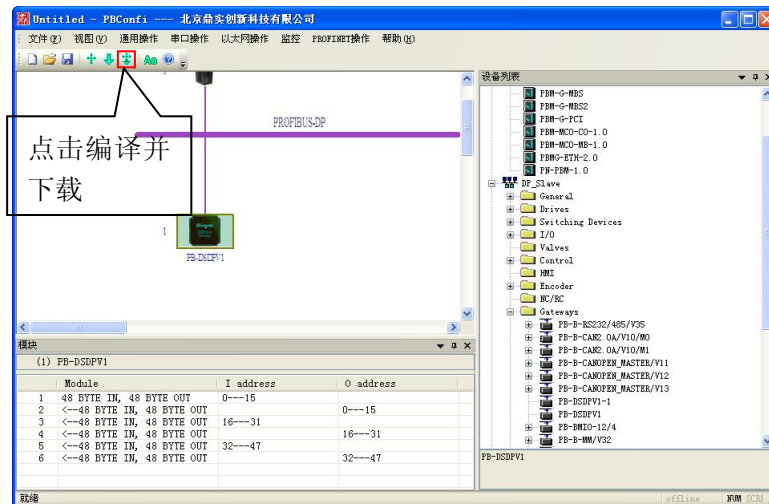 Untitled - PBConfi --- 北京鼎实创新科技有限公司
文件(F) 视图(V) 通用操作 串口操作 以太网操作 监控 PROFINET操作 帮助(H)
点击编译并
下载
PROFIBUS-DP
1
PB-DSDPV1
设备列表
PBM-G-MBS
PBM-G-MBS2
PBM-G-PCI
PBM-MCO-CO-1.0
PBM-MCO-MB-1.0
PBMG-ETH-2.0
PN-PBM-1.0
DP_Slave
General
Drives
Switching Devices
I/O
Valves
Control
HMI
Encoder
NC/RC
Gateways
PB-B-RS232/485/V35
PB-B-CAN2.0A/V10/M0
PB-B-CAN2.0A/V10/M1
PB-B-CANOPEN_MASTER/V11
PB-B-CANOPEN_MASTER/V12
PB-B-CANOPEN_MASTER/V13
PB-DSDPV1-1
PB-DSDPV1
PB-BMIO-12/4
PB-B-MM/V32
PB-DSDPV1
模块
(1) PB-DSDPV1
Module I address O address
1 48 BYTE IN, 48 BYTE OUT 0---15
2 <--48 BYTE IN, 48 BYTE OUT 0---15
3 <--48 BYTE IN, 48 BYTE OUT 16---31
4 <--48 BYTE IN, 48 BYTE OUT 16---31
5 <--48 BYTE IN, 48 BYTE OUT 32---47
6 <--48 BYTE IN, 48 BYTE OUT 32---47
就绪
offline NUM SCRL